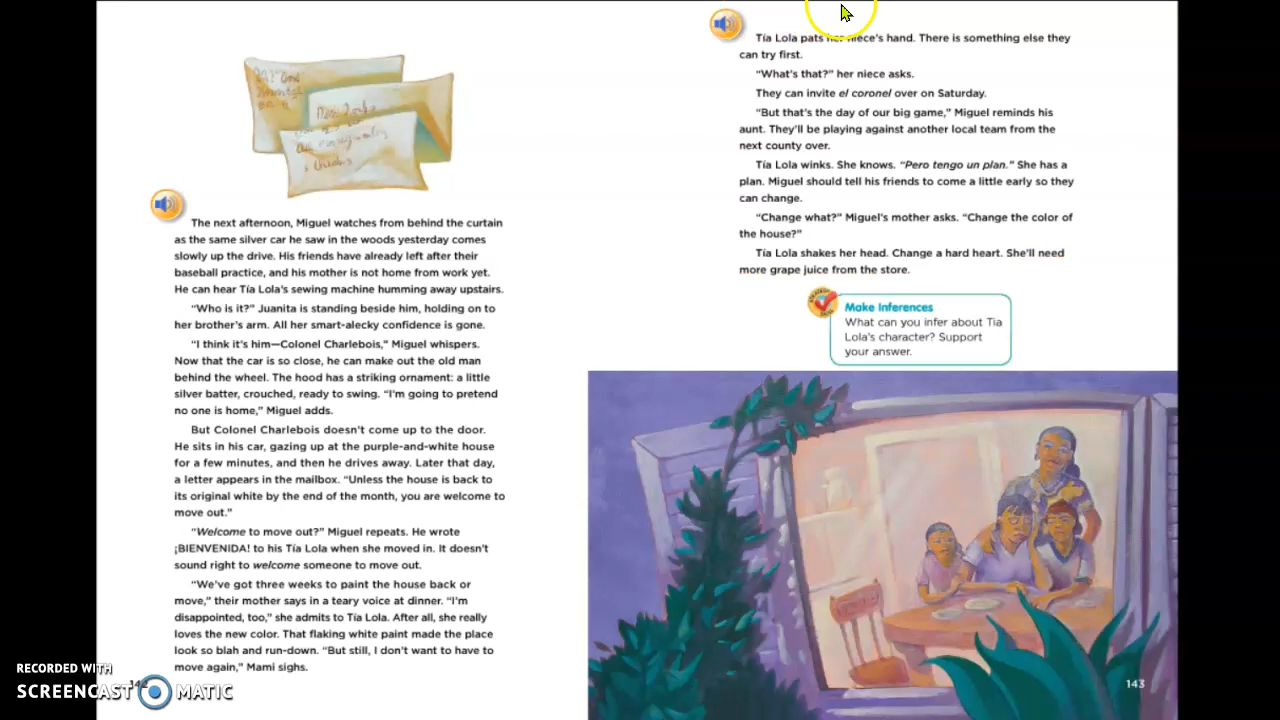 The next afternoon, Miguel watches from behind the curtain
as the same silver car he saw in the woods yesterday comes
slowly up the drive. His friends have already left after their
baseball practice, and his mother is not home from work yet.
He can hear Tía Lola's sewing machine humming away upstairs.
“Who is it?” Juanita is standing beside him, holding on to
her brother's arm. All her smart-alecky confidence is gone.
“I think it's him—Colonel Charlebois,” Miguel whispers.
Now that the car is so close, he can make out the old man
behind the wheel. The hood has a striking ornament: a little
silver batter, crouched, ready to swing. “I'm going to pretend
no one is home,” Miguel adds.
But Colonel Charlebois doesn't come up to the door.
He sits in his car, gazing up at the purple-and-white house
for a few minutes, and then he drives away. Later that day,
a letter appears in the mailbox. “Unless the house is back to
its original white by the end of the month, you are welcome to
move out.”
“Welcome to move out?” Miguel repeats. He wrote
¡BIENVENIDA! to his Tía Lola when she moved in. It doesn't
sound right to welcome someone to move out.
“We've got three weeks to paint the house back or
move,” their mother says in a teary voice at dinner. “I'm
disappointed, too,” she admits to Tía Lola. After all, she really
loves the new color. That flaking white paint made the place
look so blah and run-down. “But still, I don't want to have to
move again,” Mami sighs.
Tía Lola pats her niece's hand. There is something else they
can try first.
“What's that?” her niece asks.
They can invite el coronel over on Saturday.
“But that's the day of our big game,” Miguel reminds his
aunt. They'll be playing against another local team from the
next county over.
Tía Lola winks. She knows. “Pero tengo un plan.” She has a
plan. Miguel should tell his friends to come a little early so they
can change.
“Change what?” Miguel's mother asks. “Change the color of
the house?”
Tía Lola shakes her head. Change a hard heart. She'll need
more grape juice from the store.
Make Inferences
What can you infer about Tia
Lola's character? Support
your answer.
143
RECORDED WITH
SCREENCAST MATIC